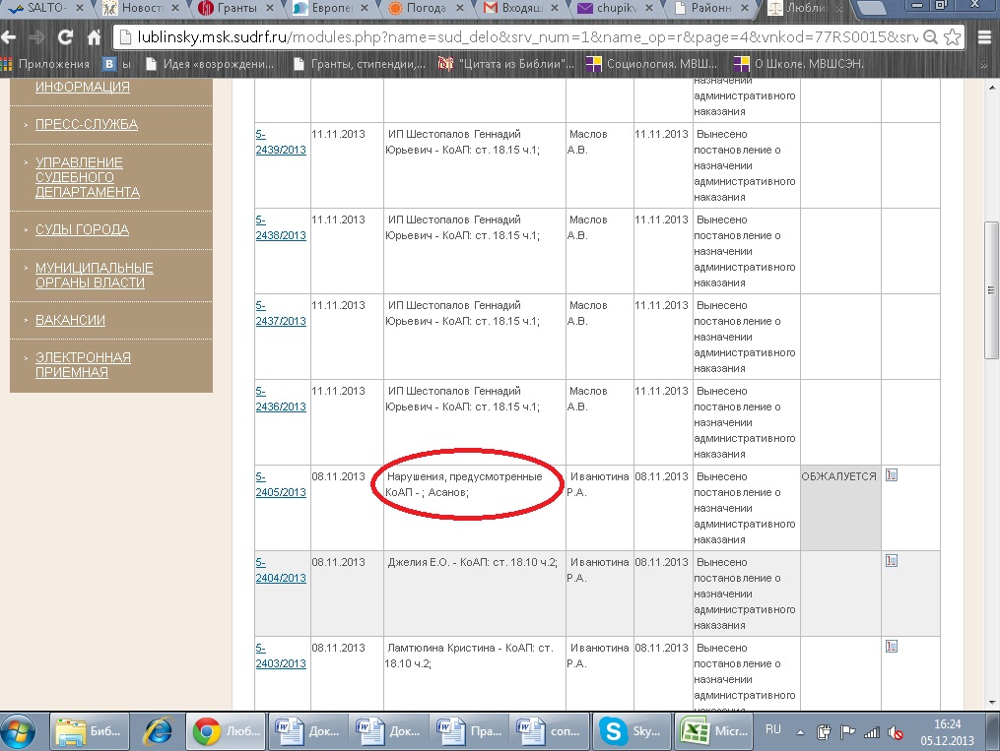 SALTO-
Новост
Гранты
Европе
Погода
Входящ
chupikv
Районн
Любли
lublinsky.msk.sudrf.ru/modules.php?name=sud_delo&srv_num=1&name_op=r&page=4&vnkod=77RS0015&srv
Приложения
В ы
Идея «возрождени...
Гранты, стипендии,...
"Цитата из Библии"...
Социология. МВШ...
О Школе. МВШСЭН.
»
ИНФОРМАЦИЯ
ПРЕСС-СЛУЖБА
УПРАВЛЕНИЕ
СУДЕБНОГО
ДЕПАРТАМЕНТА
СУДЫ ГОРОДА
МУНИЦИПАЛЬНЫЕ
ОРГАНЫ ВЛАСТИ
ВАКАНСИИ
ЭЛЕКТРОННАЯ
ПРИЕМНАЯ
назначении
административного
наказания
5-
2439/2013
11.11.2013
ИП Шестопалов Геннадий
Юрьевич - КоАП: ст. 18.15 ч.1;
Маслов
А.В.
11.11.2013
Вынесено
постановление о
назначении
административного
наказания
5-
2438/2013
11.11.2013
ИП Шестопалов Геннадий
Юрьевич - КоАП: ст. 18.15 ч.1;
Маслов
А.В.
11.11.2013
Вынесено
постановление о
назначении
административного
наказания
5-
2437/2013
11.11.2013
ИП Шестопалов Геннадий
Юрьевич - КоАП: ст. 18.15 ч.1;
Маслов
А.В.
11.11.2013
Вынесено
постановление о
назначении
административного
наказания
5-
2436/2013
11.11.2013
ИП Шестопалов Геннадий
Юрьевич - КоАП: ст. 18.15 ч.1;
Маслов
А.В.
11.11.2013
Вынесено
постановление о
назначении
административного
наказания
5-
2405/2013
08.11.2013
Нарушения, предусмотренные
КоАП - ; Асанов;
Иванютина
Р.А.
08.11.2013
Вынесено
постановление о
назначении
административного
наказания
ОБЖАЛУЕТСЯ
5-
2404/2013
08.11.2013
Джелия Е.О. - КоАП: ст. 18.10 ч.2;
Иванютина
Р.А.
08.11.2013
Вынесено
постановление о
назначении
административного
наказания
5-
2403/2013
08.11.2013
Ламтюгина Кристина - КоАП: ст.
18.10 ч.2;
Иванютина
Р.А.
08.11.2013
Вынесено
постановление о
назначении
административного
Биб...
Люб...
Док...
Док...
Пра...
соп...
Sky...
Micr...
RU
16:24
05.12.2013